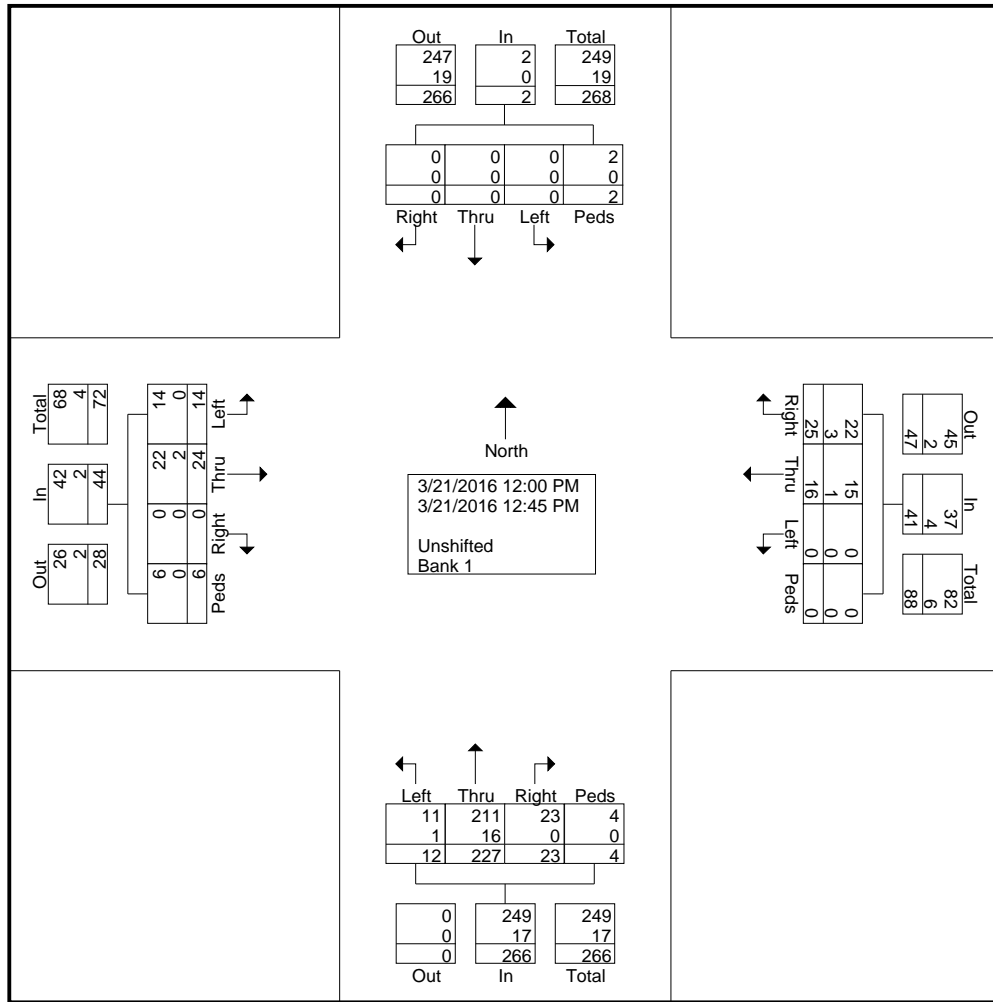 Out In Total
247 2 249
19 0 19
266 2 268
0 0 0 2
0 0 0 0
0 0 0 2
Right Thru Left Peds
Total
68
4
72
In
42
2
44
Out
26
2
28
14 0 14
22 2 24
0 0 0
6 0 6
Left
Thru
Right
Peds
North
3/21/2016 12:00 PM
3/21/2016 12:45 PM
Unshifted
Bank 1
Right
Thru
Left
Peds
25 3 22
16 1 15
0 0 0
0 0 0
Out
45
2
47
In
37
4
41
Total
82
6
88
Left Thru Right Peds
11 211 23 4
1 16 0 0
12 227 23 4
0 249 249
0 17 17
0 266 266
Out In Total